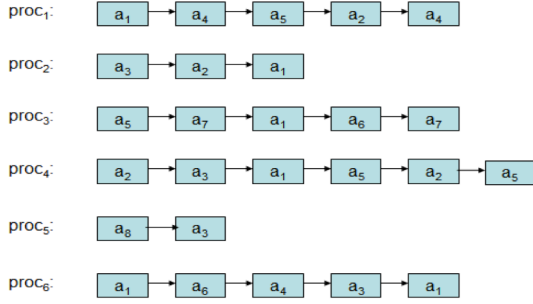 proc₁: a₁ a₄ a₅ a₂ a₄
proc₂: a₃ a₂ a₁
proc₃: a₅ a₇ a₁ a₆ a₇
proc₄: a₂ a₃ a₁ a₅ a₂ a₅
proc₅: a₈ a₃
proc₆: a₁ a₆ a₄ a₃ a₁